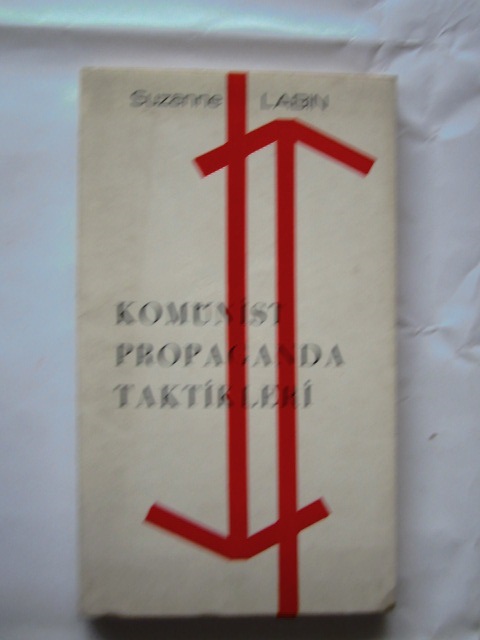 Suzanne LABIN
KOMÜNİST
PROPAGANDA
TAKTİKLERİ